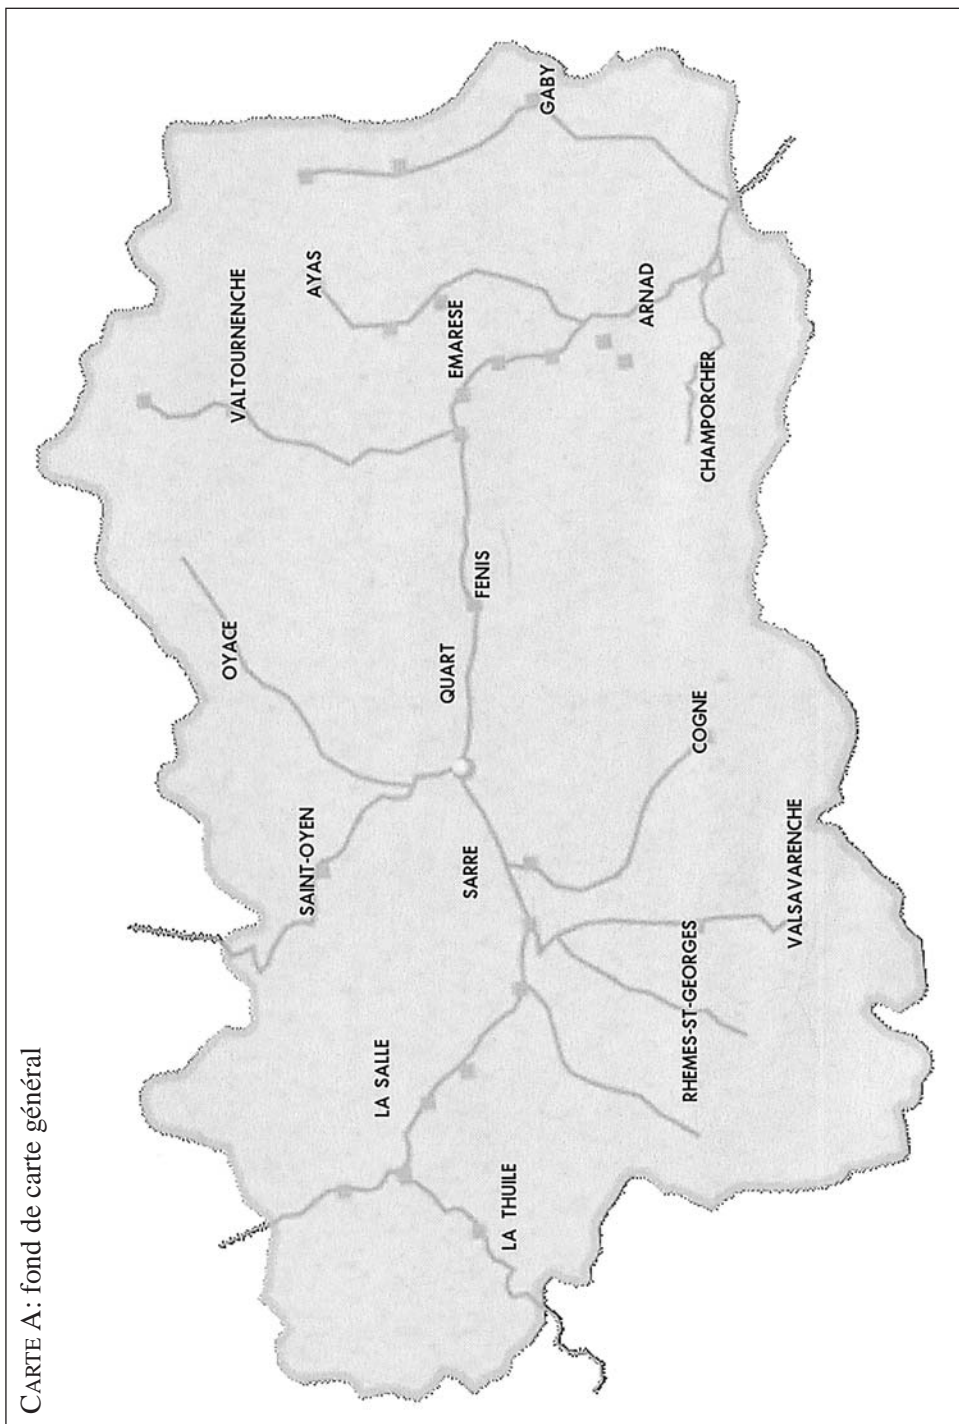 CARTE A: fond de carte général
VALTOURNENCHE
AYAS
GABY
OYACE
SAINT-OYEN
EMARESE
LA SALLE
QUART
FENIS
SARRE
ARNAD
LA THUILE
CHAMPORCHER
COGNE
RHEMES-ST-GEORGES
VALSAVARENCHE